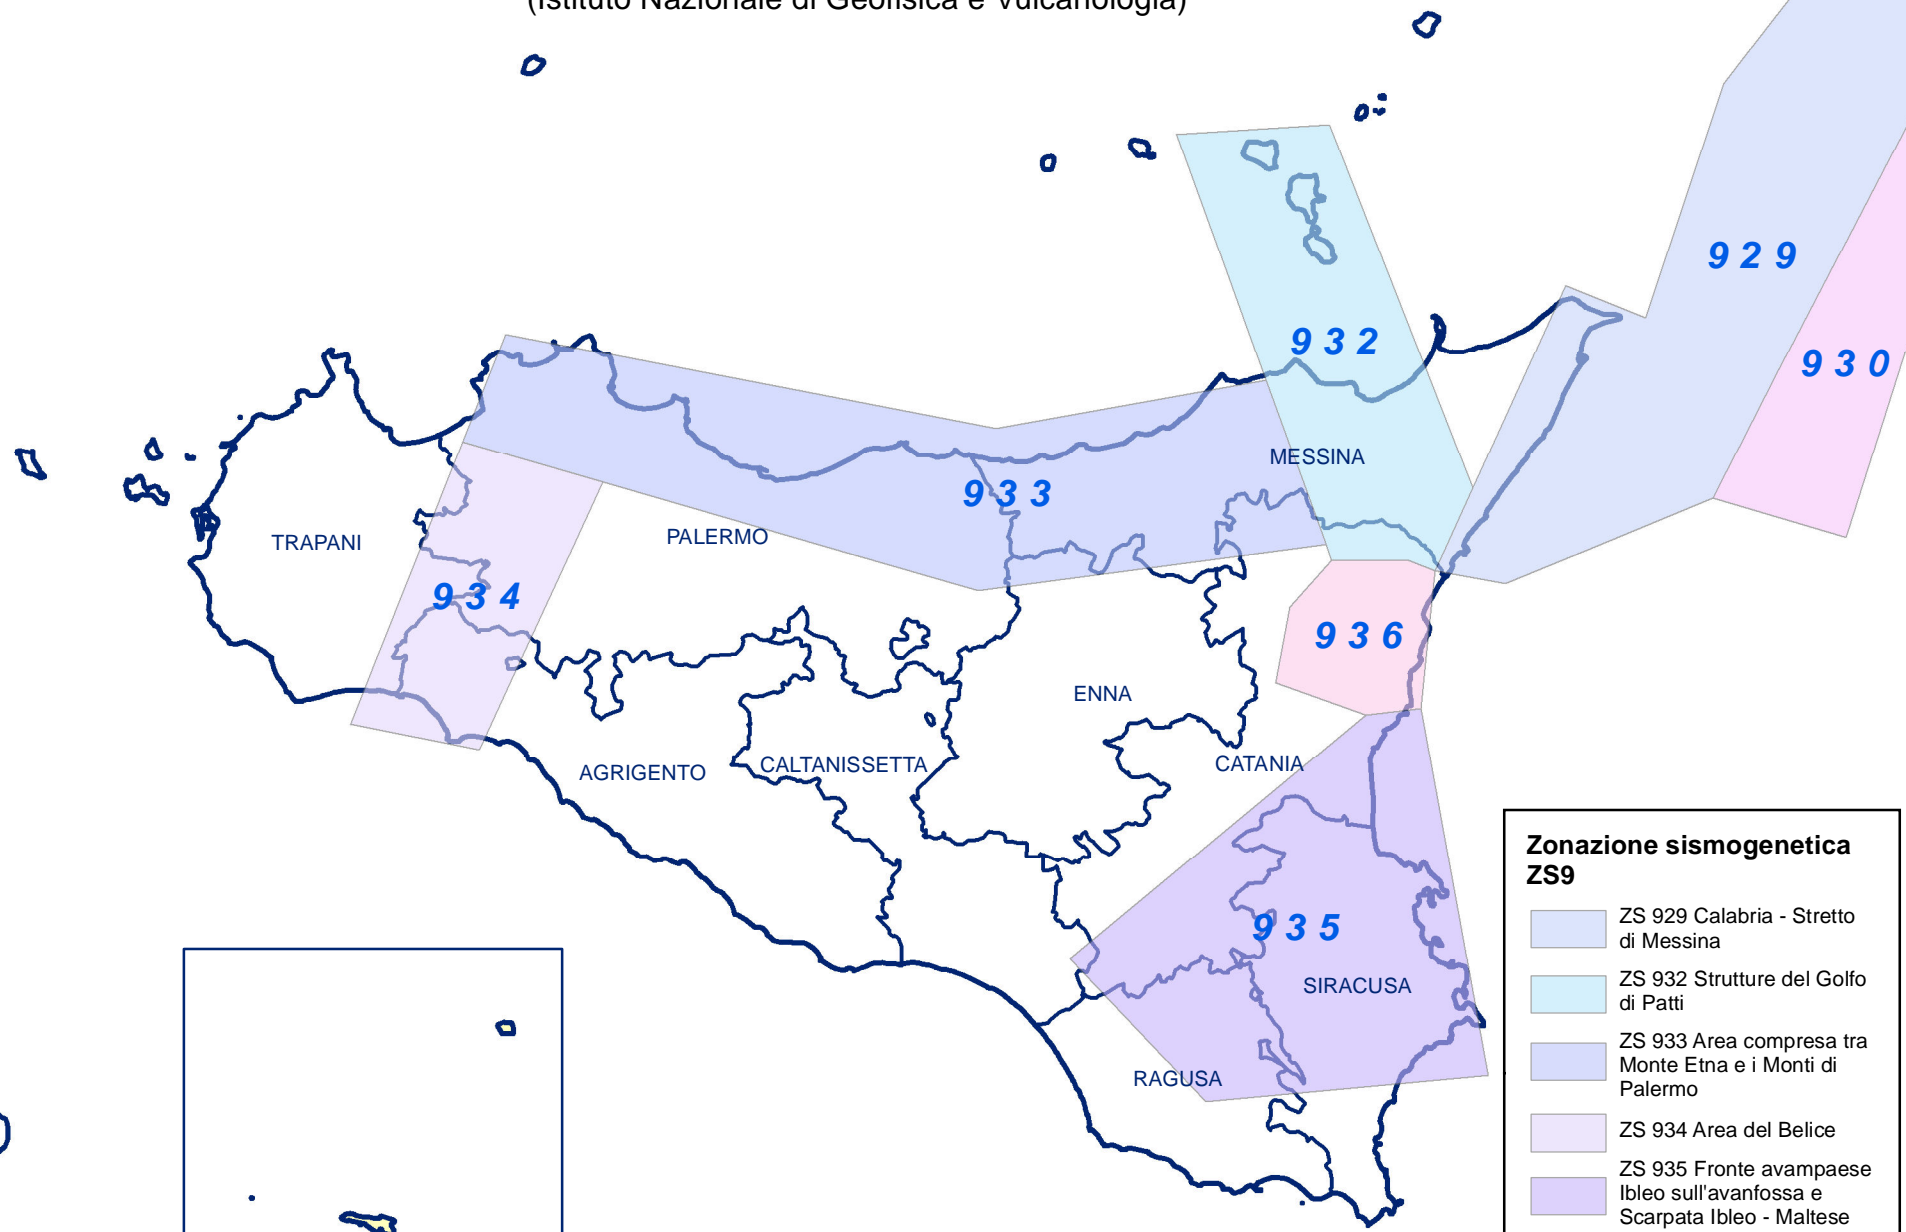 (Istituto Nazionale di Geofisica e Vulcanologia)
9 2 9
9 3 2
9 3 0
MESSINA
9 3 3
PALERMO
TRAPANI
9 3 4
9 3 6
ENNA
CATANIA
CALTANISSETTA
AGRIGENTO
9 3 5
SIRACUSA
RAGUSA
Zonazione sismogenetica
ZS9
ZS 929 Calabria - Stretto
di Messina
ZS 932 Strutture del Golfo
di Patti
ZS 933 Area compresa tra
Monte Etna e i Monti di
Palermo
ZS 934 Area del Belice
ZS 935 Fronte avampaese
Ibleo sull'avanfossa e
Scarpata Ibleo - Maltese